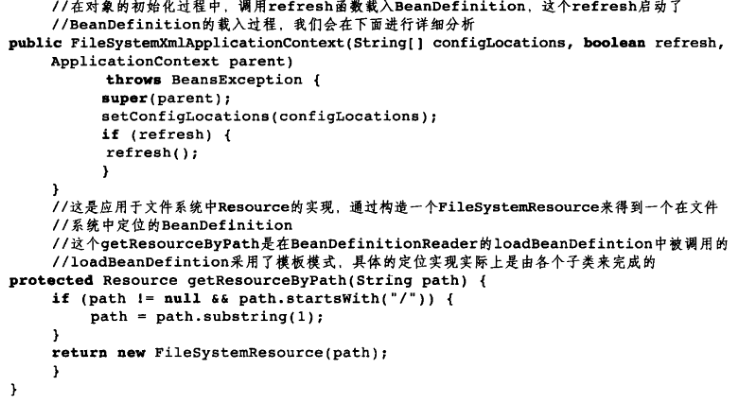 //在对象的初始化过程中，调用refresh函数载入BeanDefinition，这个refresh启动了
//BeanDefinition的载入过程，我们会在下面进行详细分析
public FileSystemXmlApplicationContext(String[] configLocations, boolean refresh,
ApplicationContext parent)
throws BeansException {
super(parent);
setConfigLocations(configLocations);
if (refresh) {
refresh();
}
}
//这是应用于文件系统中Resource的实现，通过构造一个FileSystemResource来得到一个在文件
//系统中定位的BeanDefinition
//这个getResourceByPath是在BeanDefinitionReader的loadBeanDefintion中被调用的
//loadBeanDefintion采用了模板模式，具体的定位实现实际上是由各个子类来完成的
protected Resource getResourceByPath(String path) {
if (path != null && path.startsWith("/")) {
path = path.substring(1);
}
return new FileSystemResource(path);
}
}